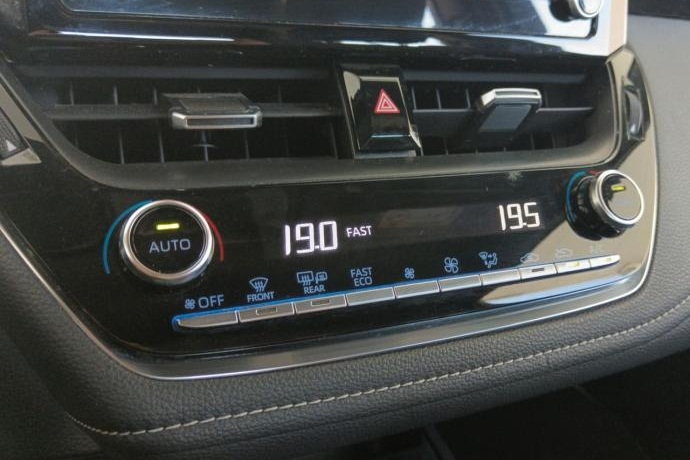 AUTO
19.0 FAST
19.5
OFF
FRONT
REAR
FAST
ECO